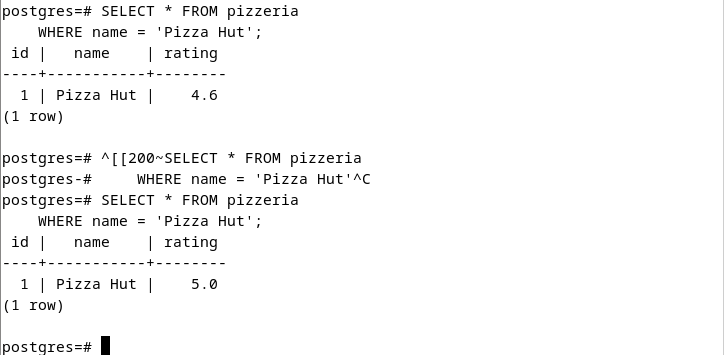 postgres=# SELECT * FROM pizzeria
    WHERE name = 'Pizza Hut';
 id |   name    | rating
----+-----------+--------
  1 | Pizza Hut |    4.6
(1 row)

postgres=# ^[[200~SELECT * FROM pizzeria
postgres-#     WHERE name = 'Pizza Hut'^C
postgres=# SELECT * FROM pizzeria
    WHERE name = 'Pizza Hut';
 id |   name    | rating
----+-----------+--------
  1 | Pizza Hut |    5.0
(1 row)

postgres=#